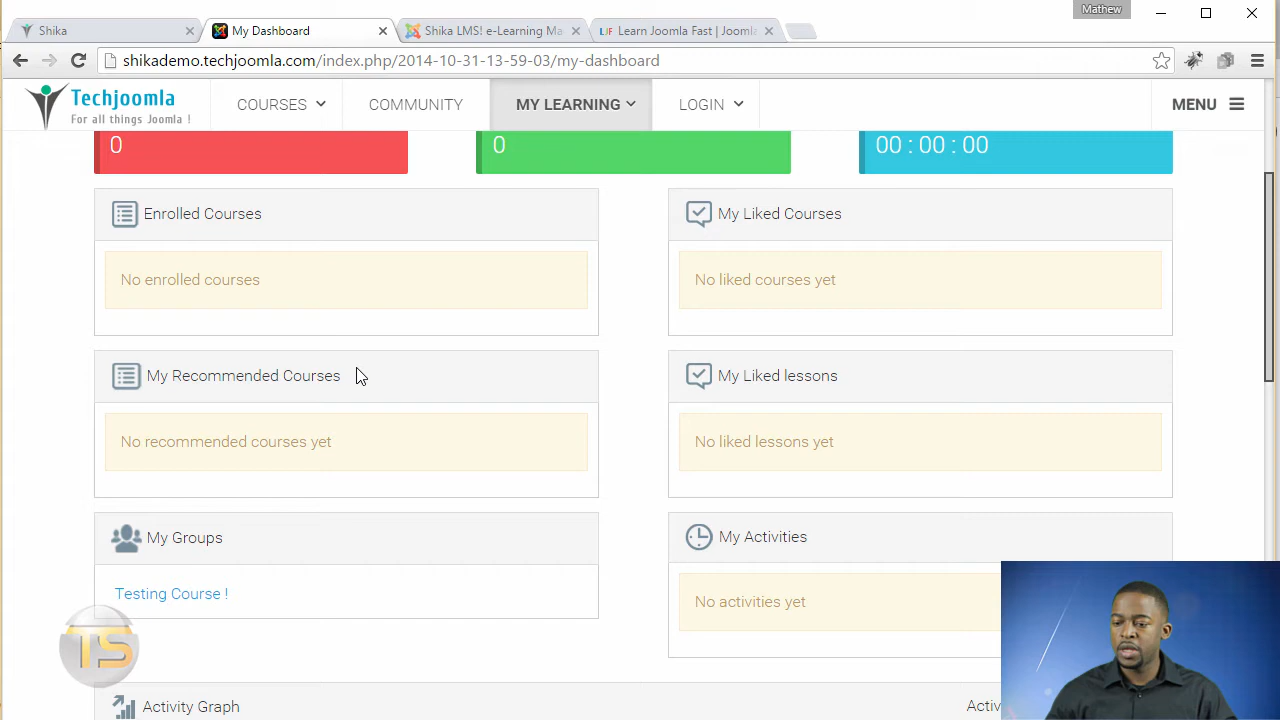 Mathew
Shika
My Dashboard
Shika LMS! e-Learning Ma
LJF Learn Joomla Fast | Jooml
shikademo.techjoomla.com/index.php/2014-10-31-13-59-03/my-dashboard
Techjoomla
For all things Joomla !
COURSES
COMMUNITY
MY LEARNING
LOGIN
MENU
0
0
00 : 00 : 00
Enrolled Courses
My Liked Courses
No enrolled courses
No liked courses yet
My Recommended Courses
My Liked lessons
No recommended courses yet
No liked lessons yet
My Groups
My Activities
Testing Course !
No activities yet
TS
Activity Graph
Activ